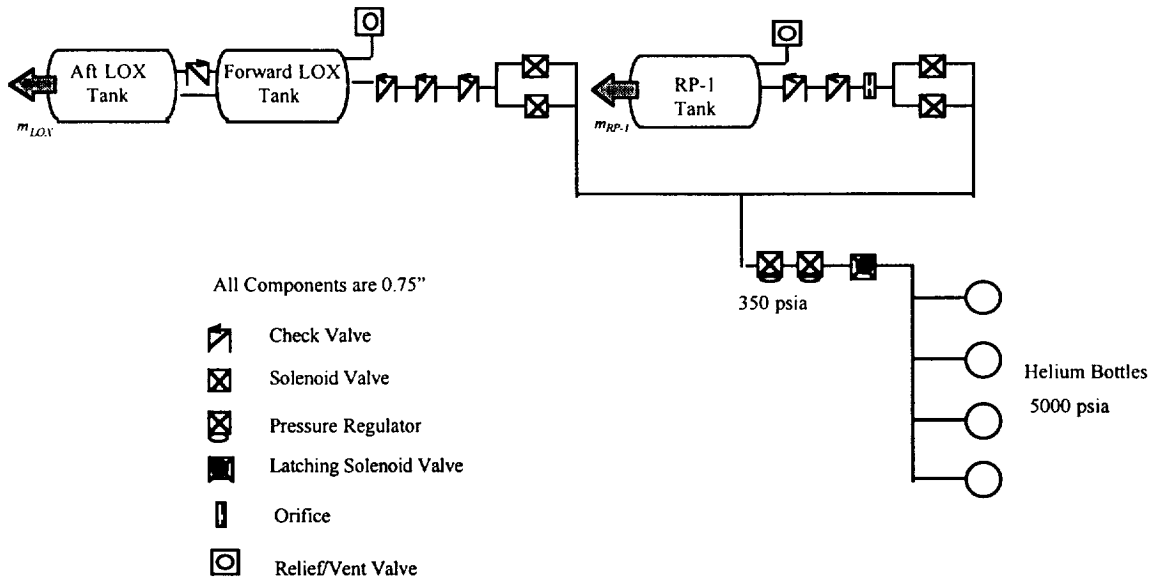 Aft LOX
Tank
Forward LOX
Tank
RP-1
Tank
m_LOX
m_RP-1
350 psia
Helium Bottles
5000 psia
All Components are 0.75”
Check Valve
Solenoid Valve
Pressure Regulator
Latching Solenoid Valve
Orifice
Relief/Vent Valve